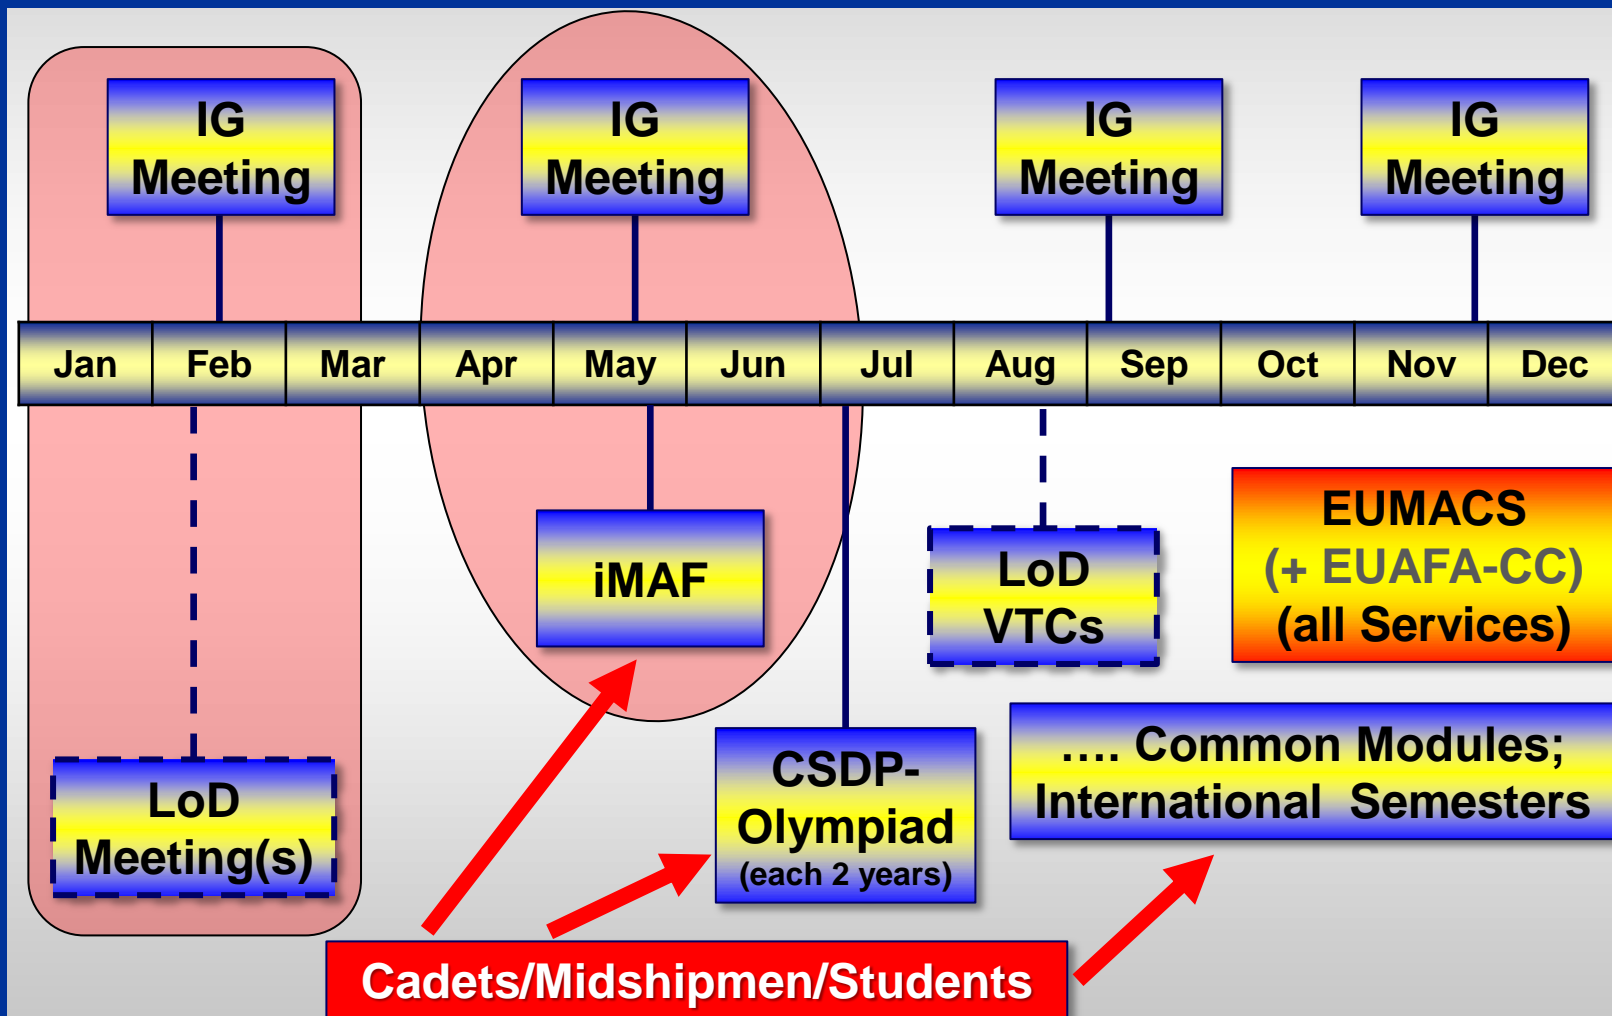 IG
Meeting
IG
Meeting
IG
Meeting
IG
Meeting
Jan Feb Mar Apr May Jun Jul Aug Sep Oct Nov Dec
EUMACS
(+ EUAFA-CC)
(all Services)
iMAF
LoD
VTCs
.... Common Modules;
International Semesters
CSDP-
Olympiad
(each 2 years)
LoD
Meeting(s)
Cadets/Midshipmen/Students